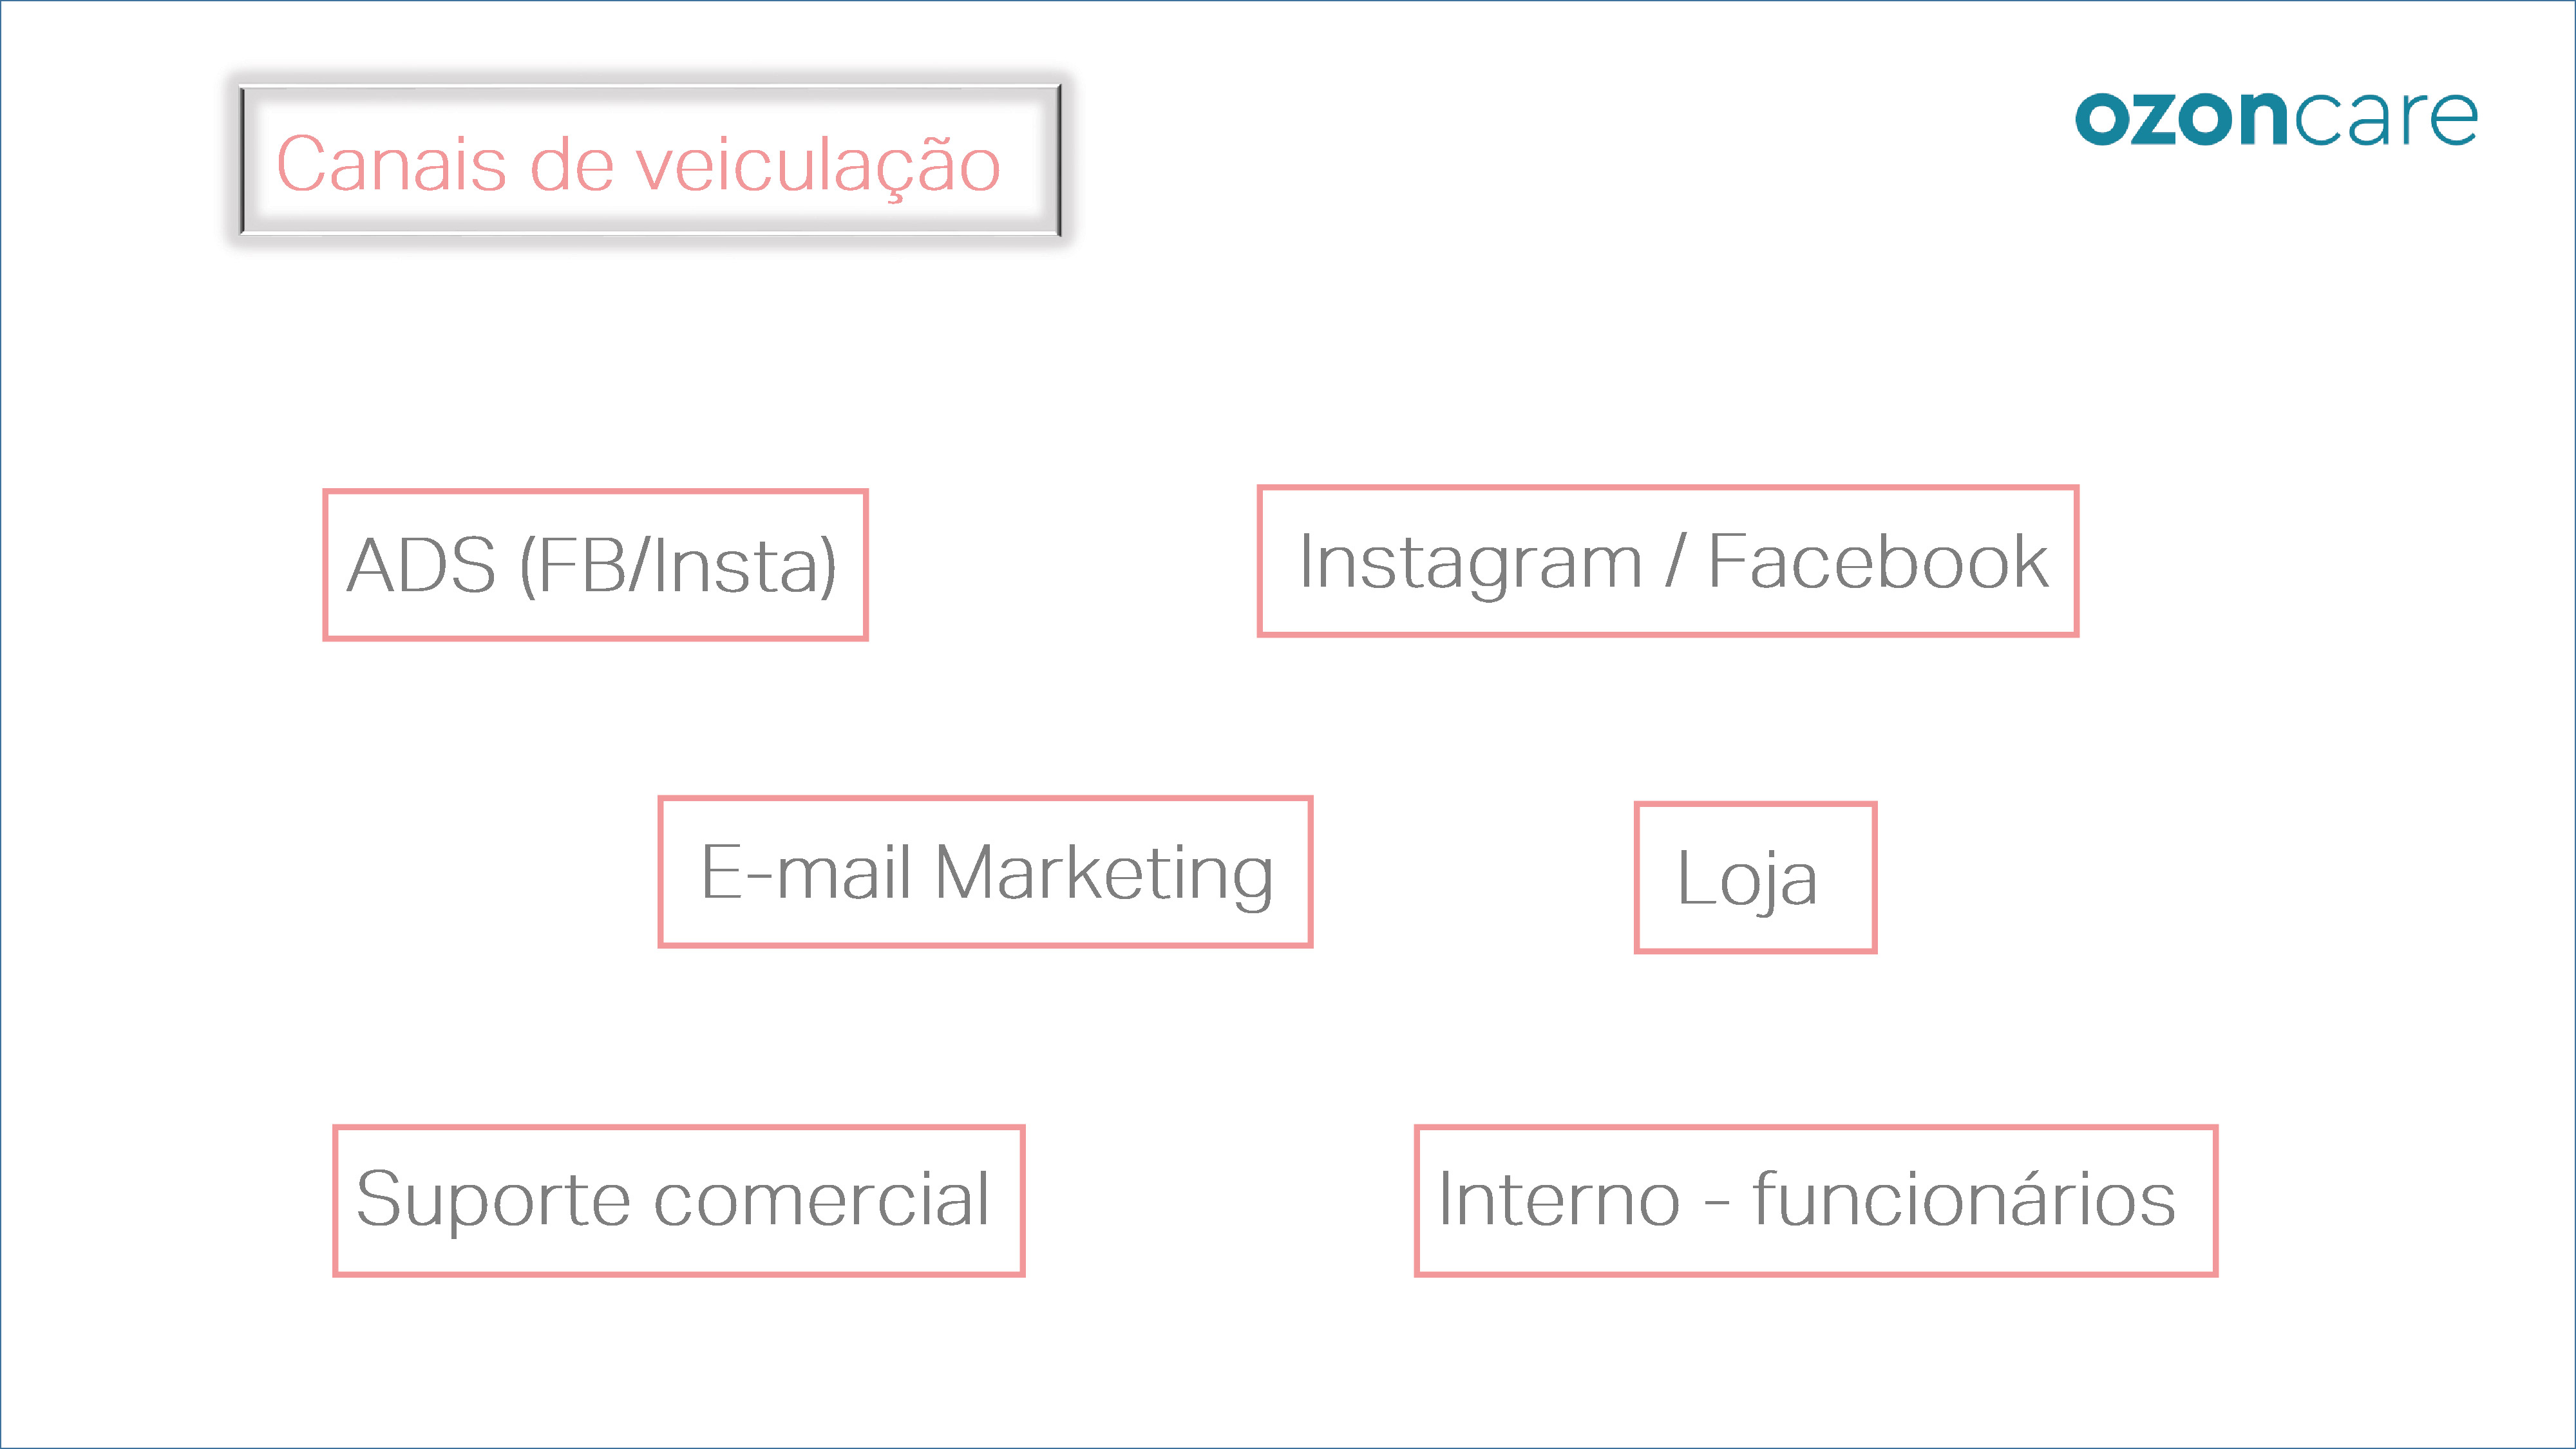 Canais de veiculação
ozoncare
ADS (FB/Insta)
Instagram / Facebook
E-mail Marketing
Loja
Suporte comercial
Interno - funcionários